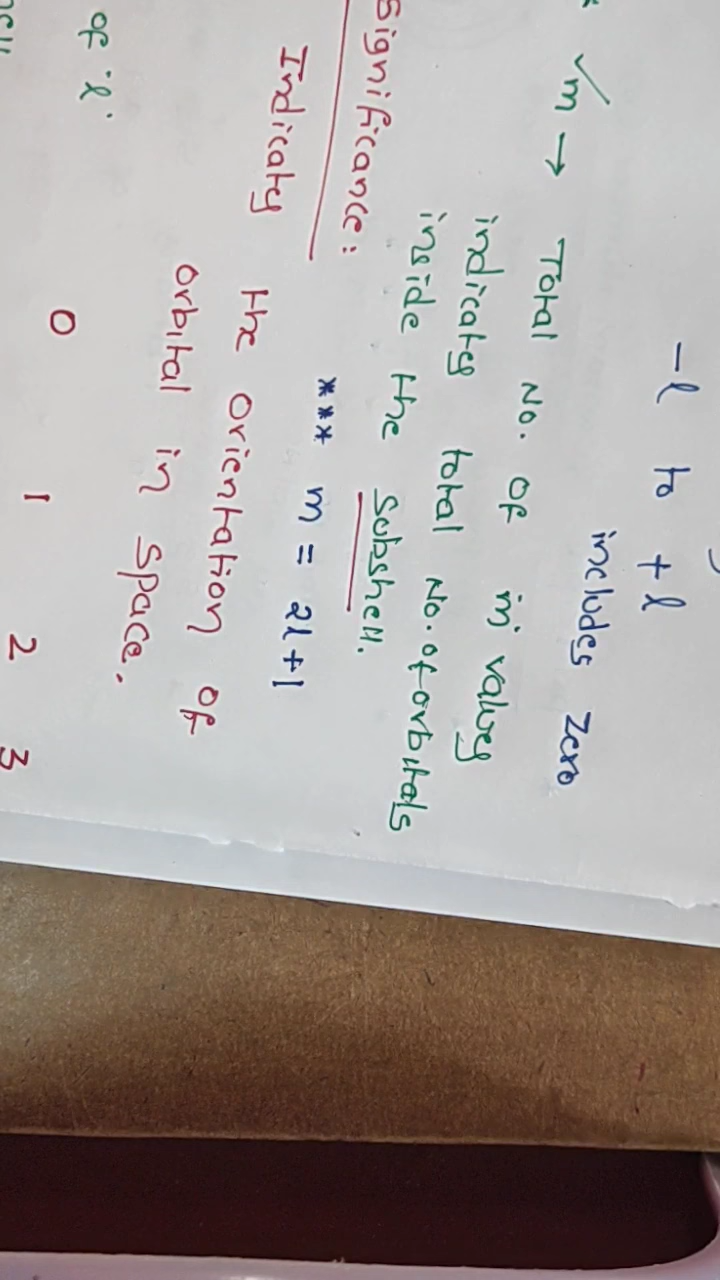 -l to +l
includes zero
√m → Total No. of 'm' values
indicates total No. of orbitals
inside the subshell.
Significance:
*** m = 2l+1
Indicates the orientation of
orbital in space.
of 'l'
0 1 2 3